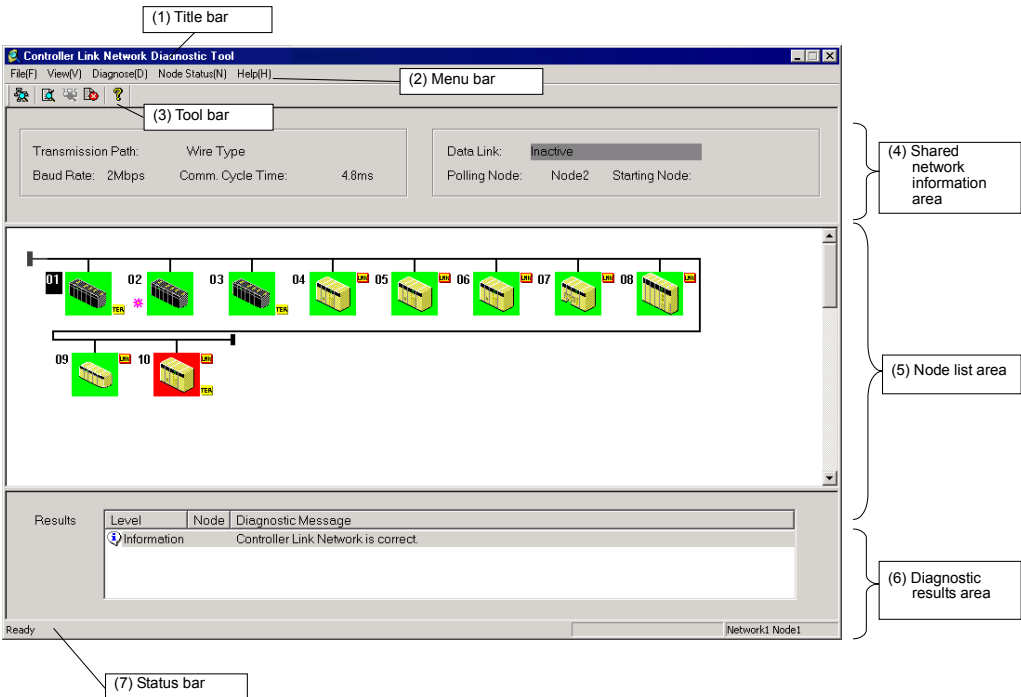 (1) Title bar
Controller Link Network Diagnostic Tool
File(F) View(V) Diagnose(D) Node Status(N) Help(H)
(2) Menu bar
(3) Tool bar
Transmission Path: Wire Type
Baud Rate: 2Mbps Comm. Cycle Time: 4.8ms
Data Link: Inactive
Polling Node: Node2 Starting Node:
(4) Shared
network
information
area
01 02 03 04 05 06 07 08
LNK LNK LNK LNK LNK
TER TER
09 10
LNK LNK
TER
(5) Node list area
Results
Level Node Diagnostic Message
Information Controller Link Network is correct.
(6) Diagnostic
results area
Ready
Network1 Node1
(7) Status bar